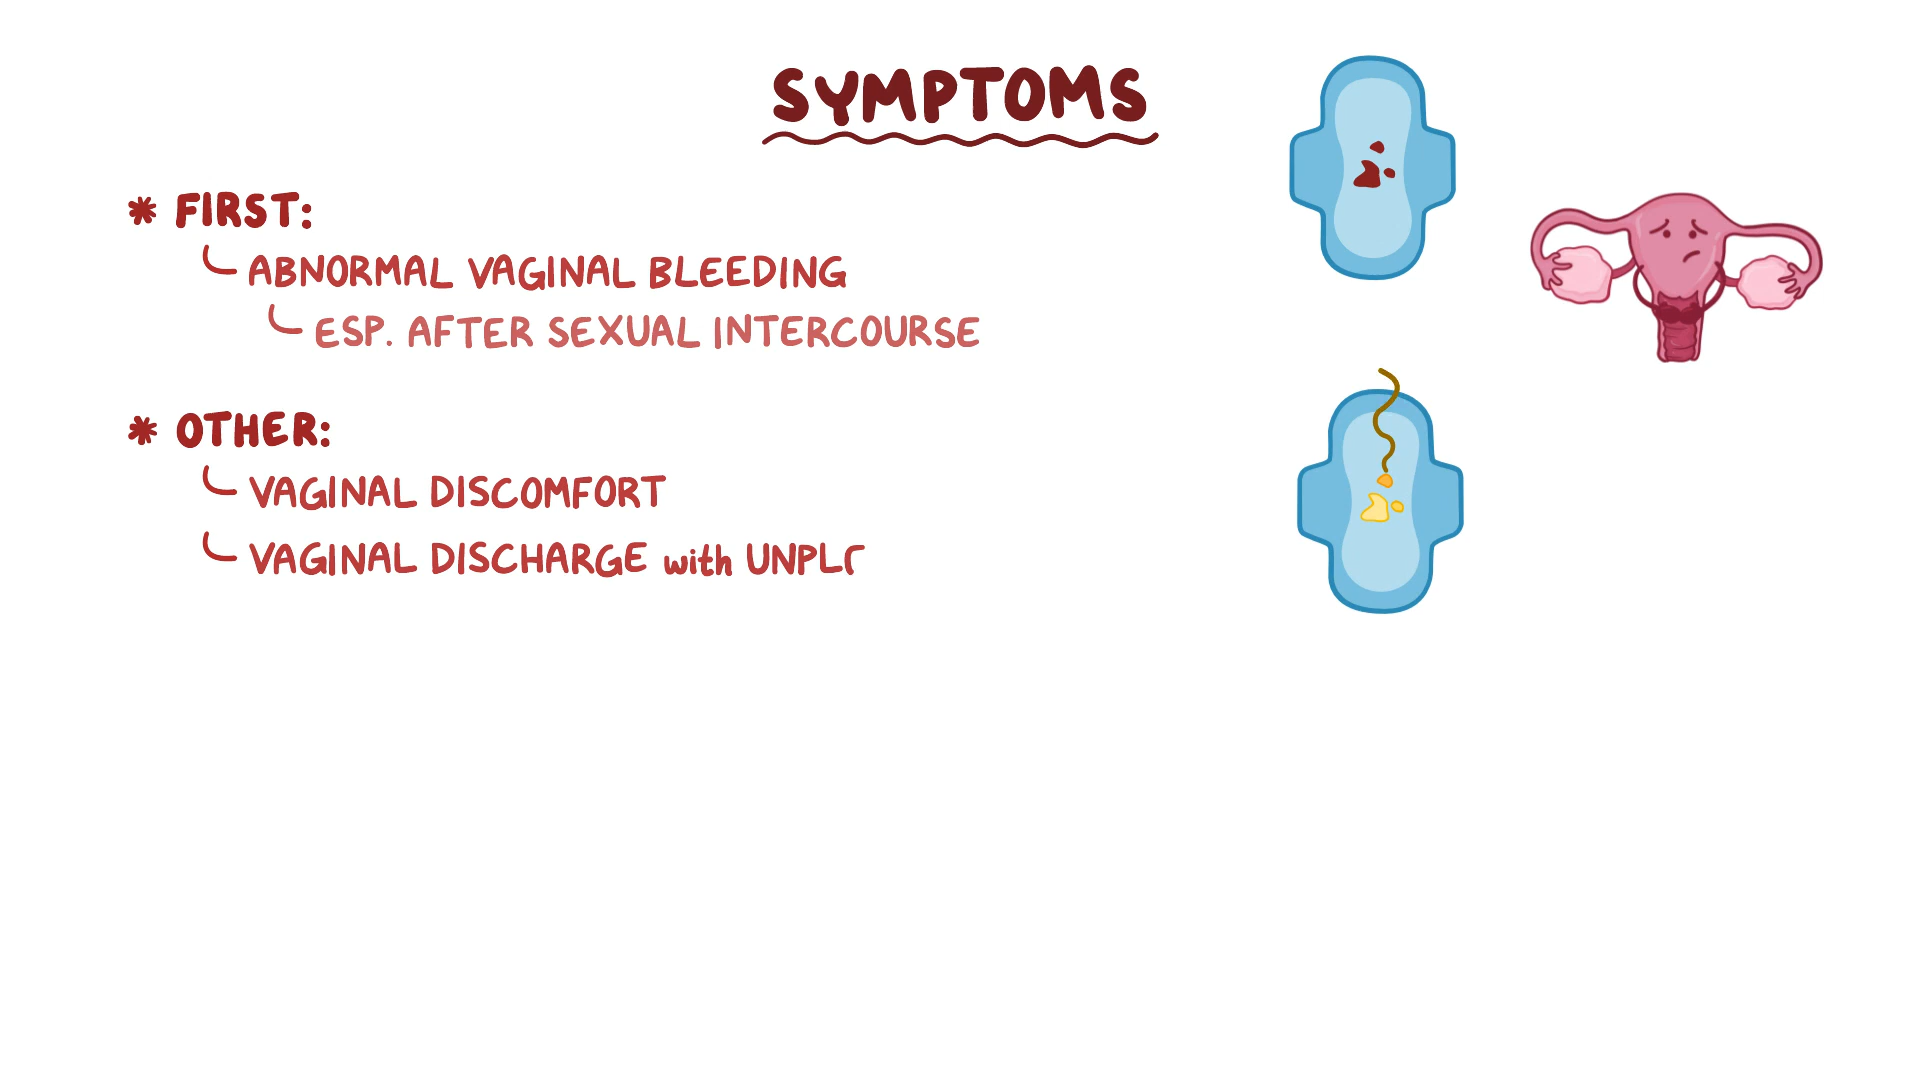 SYMPTOMS
* FIRST:
ABNORMAL VAGINAL BLEEDING
ESP. AFTER SEXUAL INTERCOURSE
* OTHER:
VAGINAL DISCOMFORT
VAGINAL DISCHARGE with